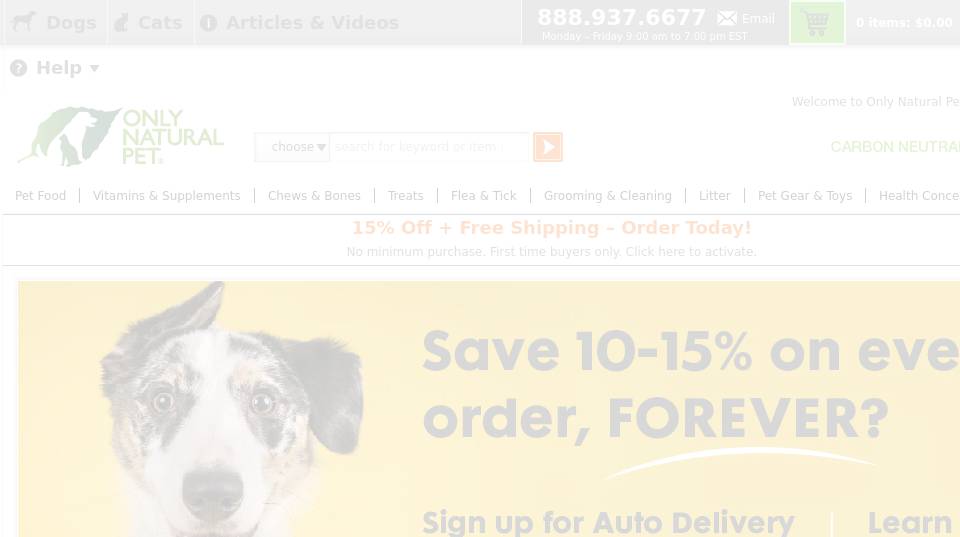 Dogs
Cats
Articles & Videos
888.937.6677
Email
Monday – Friday 9:00 am to 7:00 pm EST
0 items: $0.00
Help
Welcome to Only Natural Pe
ONLY
NATURAL
PET
choose
search for keyword or item
CARBON NEUTRA
Pet Food
Vitamins & Supplements
Chews & Bones
Treats
Flea & Tick
Grooming & Cleaning
Litter
Pet Gear & Toys
Health Conce
15% Off + Free Shipping – Order Today!
No minimum purchase. First time buyers only. Click here to activate.
Save 10-15% on eve
order, FOREVER?
Sign up for Auto Delivery
Learn